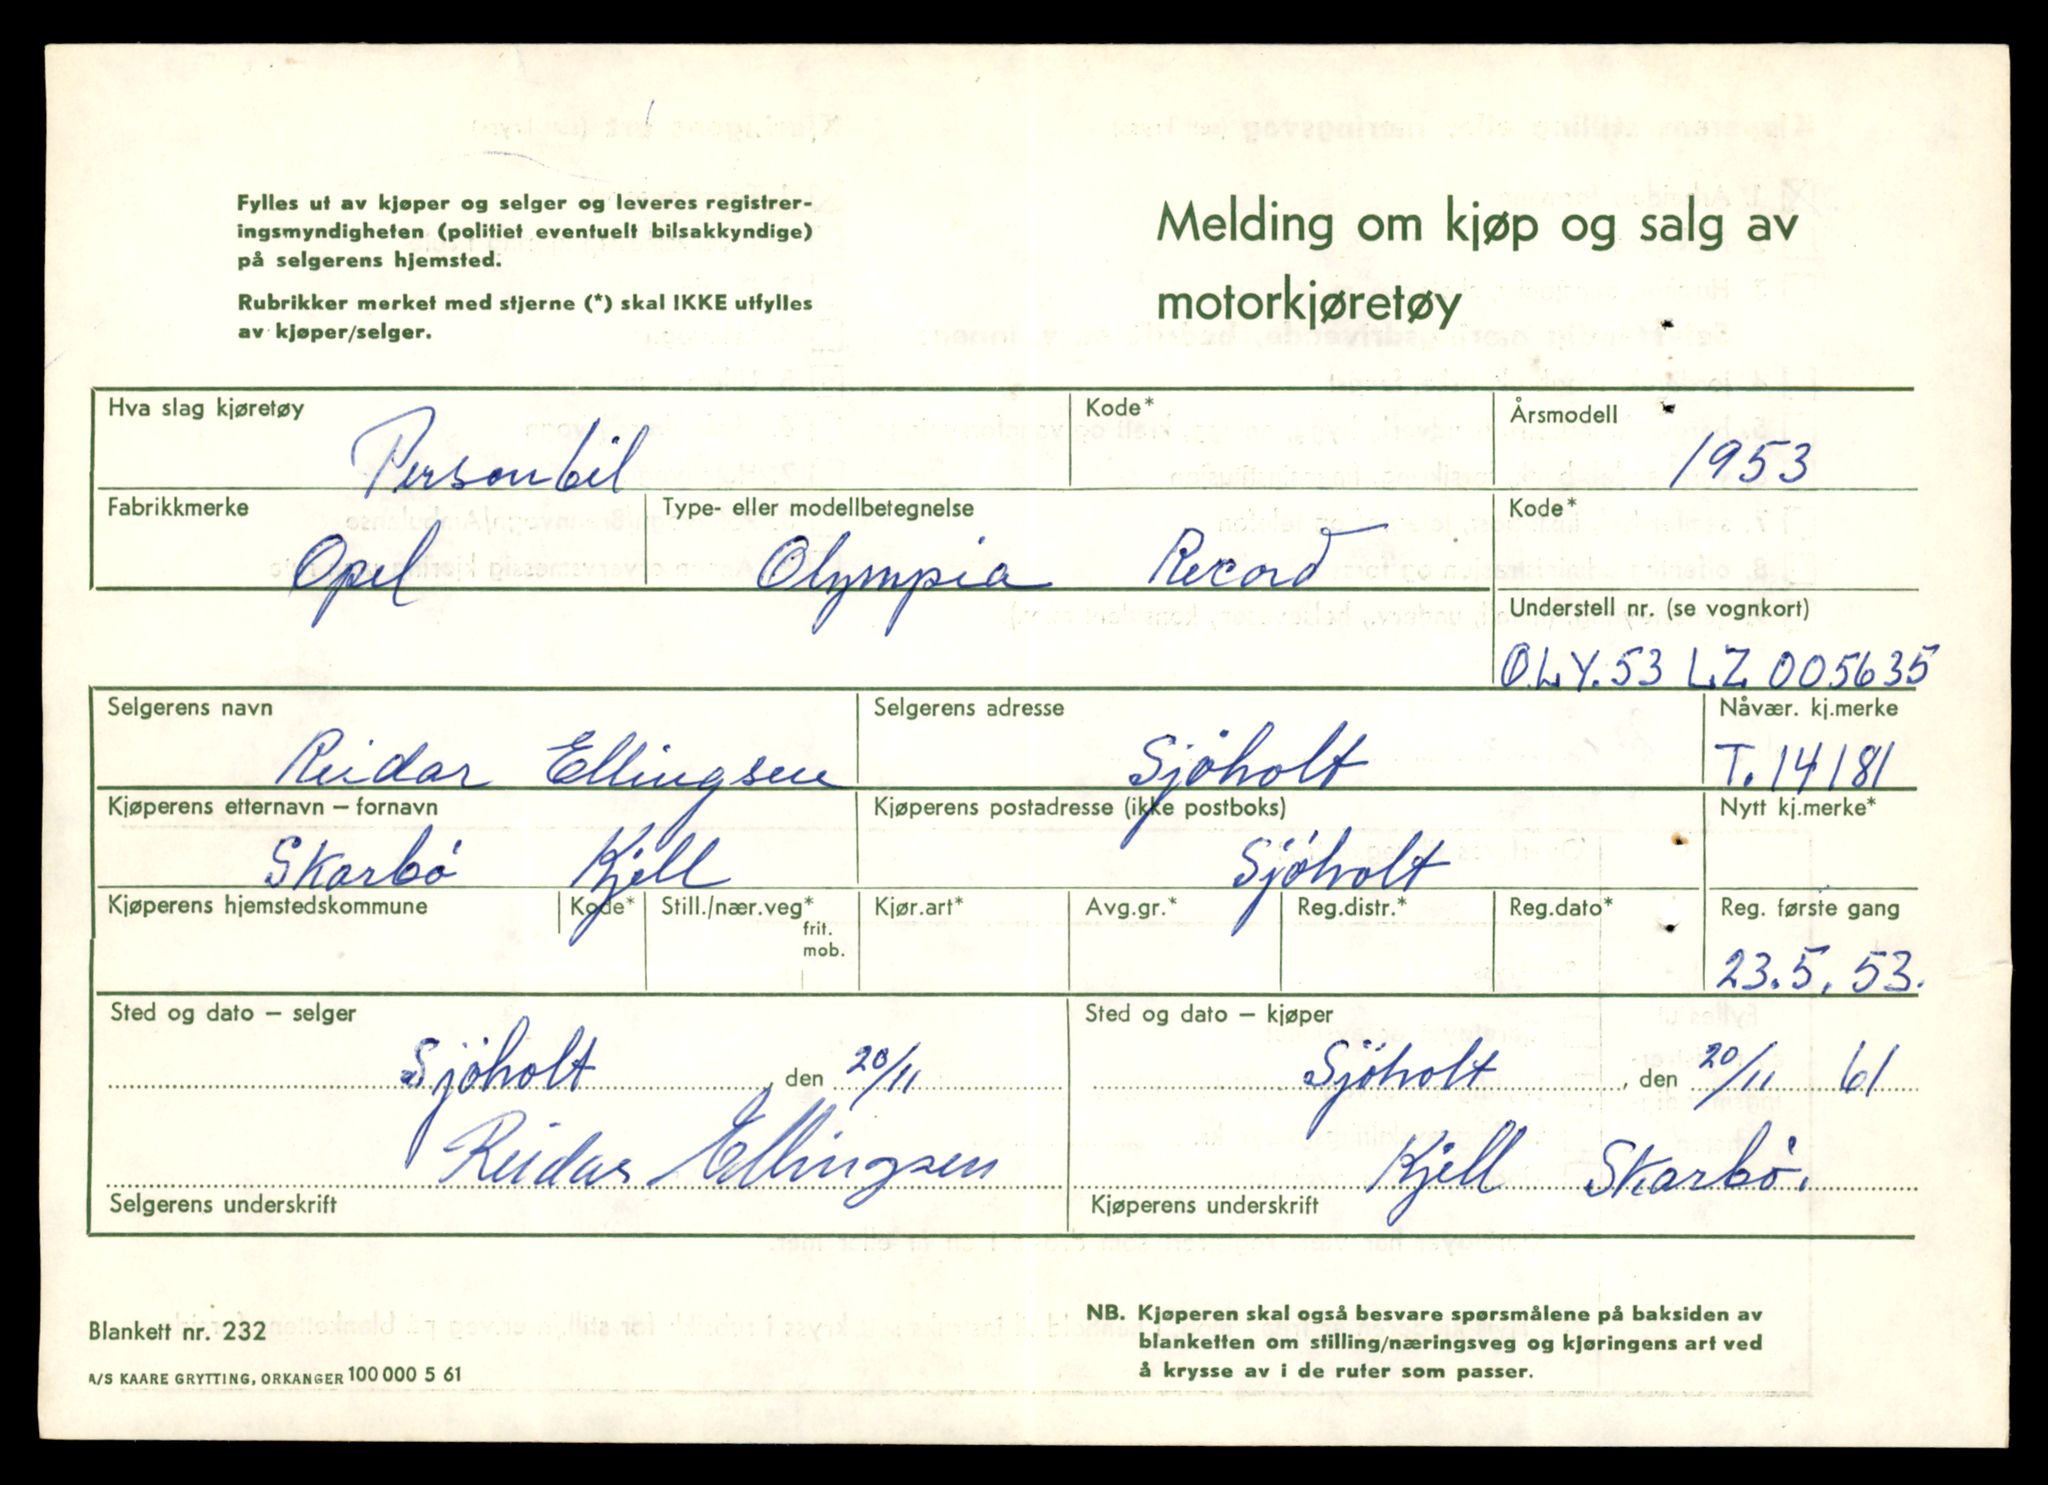 Fylles ut av kjøper og selger og leveres registrer-
ingsmyndigheten (politiet eventuelt bilsakkyndige)
på selgerens hjemsted.
Rubrikker merket med stjerne (*) skal IKKE utfylles
av kjøper/selger.
Melding om kjøp og salg av
motorkjøretøy
Hva slag kjøretøy
Kode*
Årsmodell
Personbil
1953
Fabrikkmerke
Type- eller modellbetegnelse
Kode*
Opel
Olympia Record
Understell nr. (se vognkort)
OLY.53 LZ 005635
Selgerens navn
Selgerens adresse
Nåvær. kj.merke
Reidar Ellingsen
Sjöholt
T. 14181
Kjøperens etternavn – fornavn
Kjøperens postadresse (ikke postboks)
Nytt kj.merke*
Skarbö Kjell
Sjöholt
Kjøperens hjemstedskommune
Kode*
Still./nær.veg*
frit.
mob.
Kjør.art*
Avg.gr.*
Reg.distr.*
Reg.dato*
Reg. første gang
23.5.53.
Sted og dato – selger
Sted og dato – kjøper
Sjöholt, den 20/11
Sjöholt, den 20/11 61
Reidar Ellingsen
Kjell Skarbö.
Selgerens underskrift
Kjøperens underskrift
Blankett nr. 232
A/S KAARE GRYTTING, ORKANGER 100 000 5 61
NB. Kjøperen skal også besvare spørsmålene på baksiden av
blanketten om stilling/næringsveg og kjøringens art ved
å krysse av i de ruter som passer.